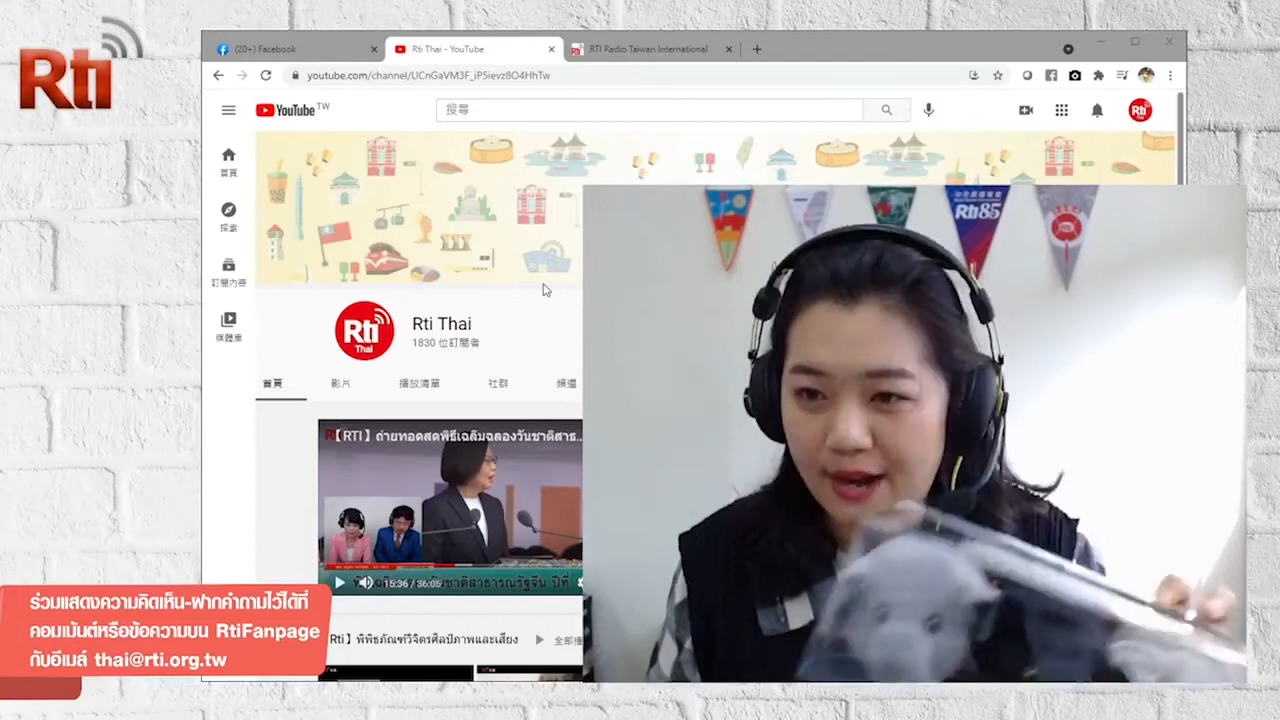 Rti
(20+) Facebook
Rti Thai - YouTube
RTI Radio Taiwan International
youtube.com/channel/UCnGaVM3F_iP5ievz8O4HhTw
YouTube TW
搜尋
Rti
Thai
首頁
探索
訂閱內容
媒體庫
Rti85
Rti
Thai
Rti Thai
1830 位訂閱者
首頁
影片
播放清單
社群
頻道
【RTI】ถ่ายทอดสดพิธีเฉลิมฉลองวันชาติสาธ...
15:36 / 36:05
วันชาติสาธารณรัฐจีน ปีที่
Rti】พิพิธภัณฑ์วิจิตรศิลป์ภาพและเสียง
ร่วมแสดงความคิดเห็น-ฝากคำถามไว้ได้ที่
คอมเม้นต์หรือข้อความบน RtiFanpage
กับอีเมล์ thai@rti.org.tw